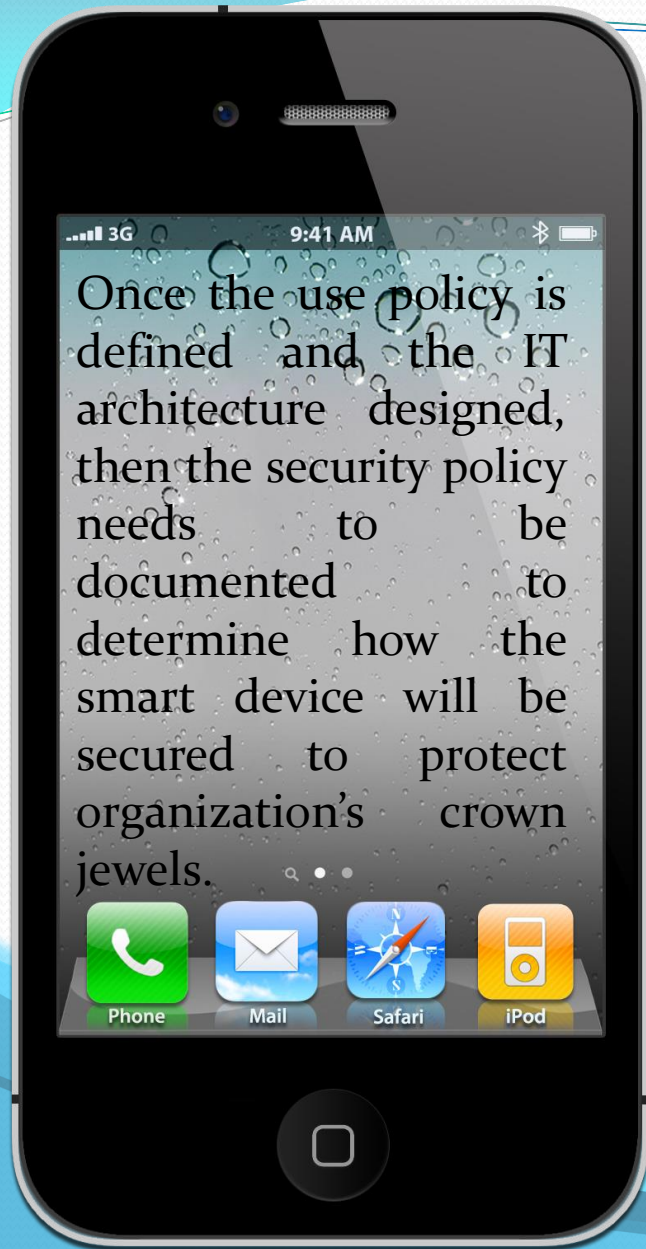 3G 9:41 AM
Once the use policy is
defined and the IT
architecture designed,
then the security policy
needs to be
documented to
determine how the
smart device will be
secured to protect
organization’s crown
jewels.
Phone Mail Safari iPod